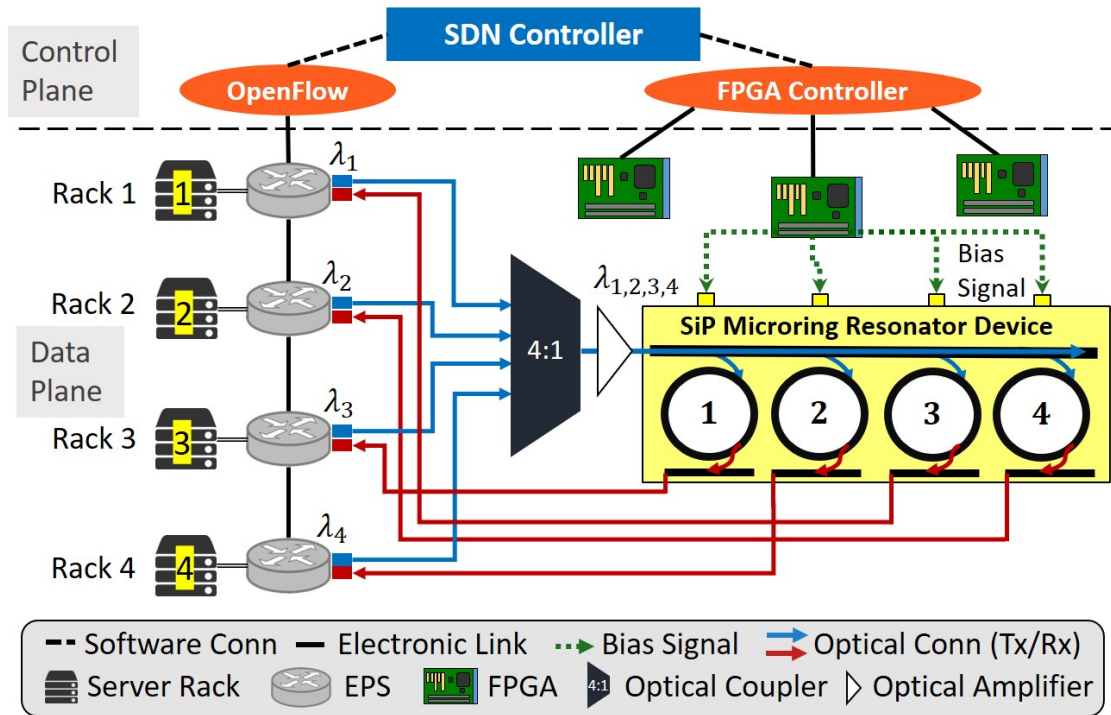 Control
Plane
SDN Controller
OpenFlow
FPGA Controller
Rack 1
1
λ1
Rack 2
2
λ2
Data
Plane
Rack 3
3
λ3
Rack 4
4
λ4
4:1
λ1,2,3,4
Bias
Signal
SiP Microring Resonator Device
1 2 3 4
Software Conn Electronic Link Bias Signal Optical Conn (Tx/Rx)
Server Rack EPS FPGA 4:1 Optical Coupler Optical Amplifier